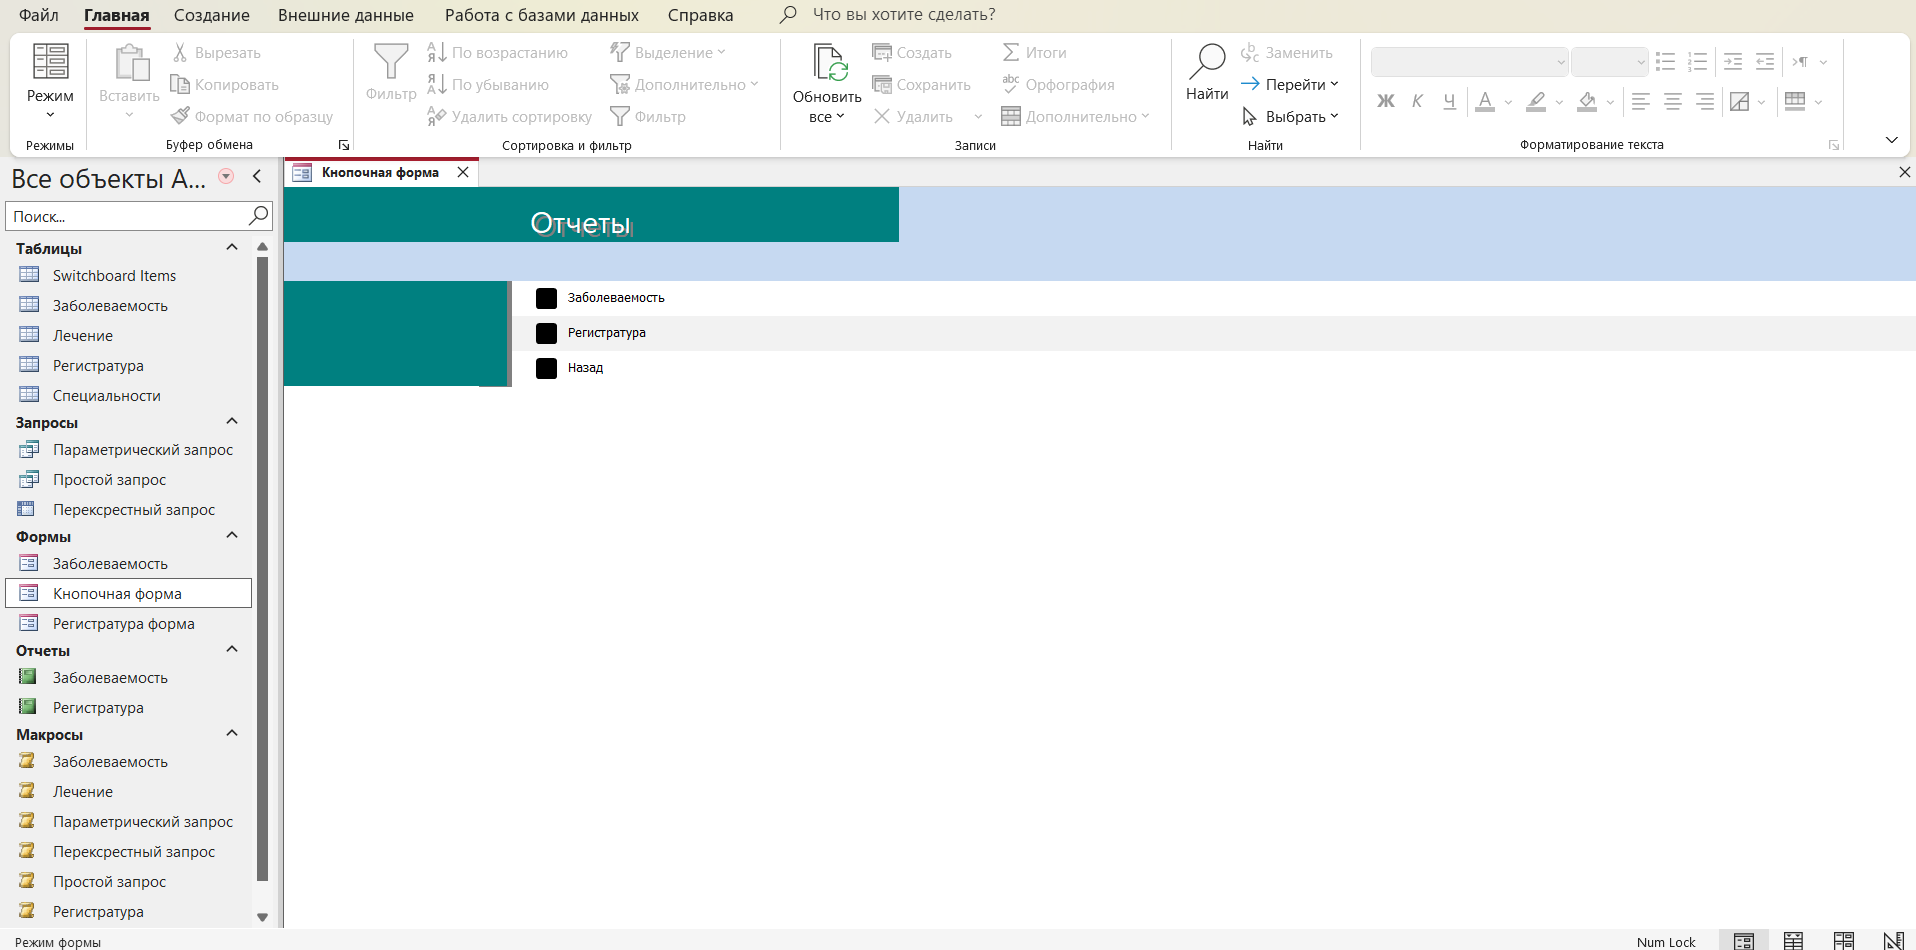 Файл Главная Создание Внешние данные Работа с базами данных Справка Что вы хотите сделать?
Режим
Режимы
Вставить
Вырезать
Копировать
Формат по образцу
Буфер обмена
Фильтр
По возрастанию
По убыванию
Удалить сортировку
Выделение
Дополнительно
Фильтр
Сортировка и фильтр
Обновить
все
Создать
Сохранить
Удалить
Итоги
Орфография
Дополнительно
Записи
Найти
Заменить
Перейти
Выбрать
Найти
Ж К Ч А
Форматирование текста
Все объекты A...
Поиск...
Таблицы
Switchboard Items
Заболеваемость
Лечение
Регистратура
Специальности
Запросы
Параметрический запрос
Простой запрос
Перексрестный запрос
Формы
Заболеваемость
Кнопочная форма
Регистратура форма
Отчеты
Заболеваемость
Регистратура
Макросы
Заболеваемость
Лечение
Параметрический запрос
Перексрестный запрос
Простой запрос
Регистратура
Кнопочная форма
Отчеты
Заболеваемость
Регистратура
Назад
Режим формы
Num Lock